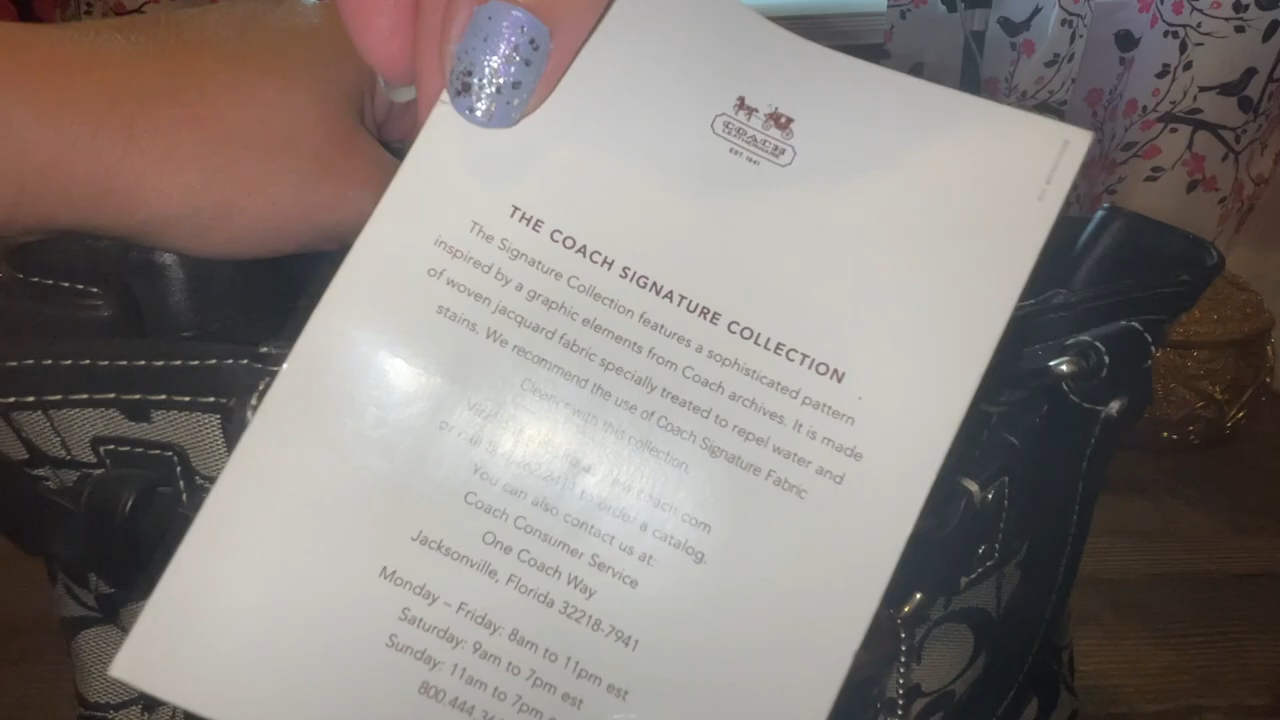 COACH
LEATHERWARE
EST. 1941
THE COACH SIGNATURE COLLECTION
The Signature Collection features a sophisticated pattern
inspired by a graphic elements from Coach archives. It is made
of woven jacquard fabric specially treated to repel water and
stains. We recommend the use of Coach Signature Fabric
Cleaner with this collection.
coach.com
to order a catalog.
You can also contact us at:
Coach Consumer Service
One Coach Way
Jacksonville, Florida 32218-7941
Monday – Friday: 8am to 11pm est
Saturday: 9am to 7pm est
Sunday: 11am to 7pm
800.444.